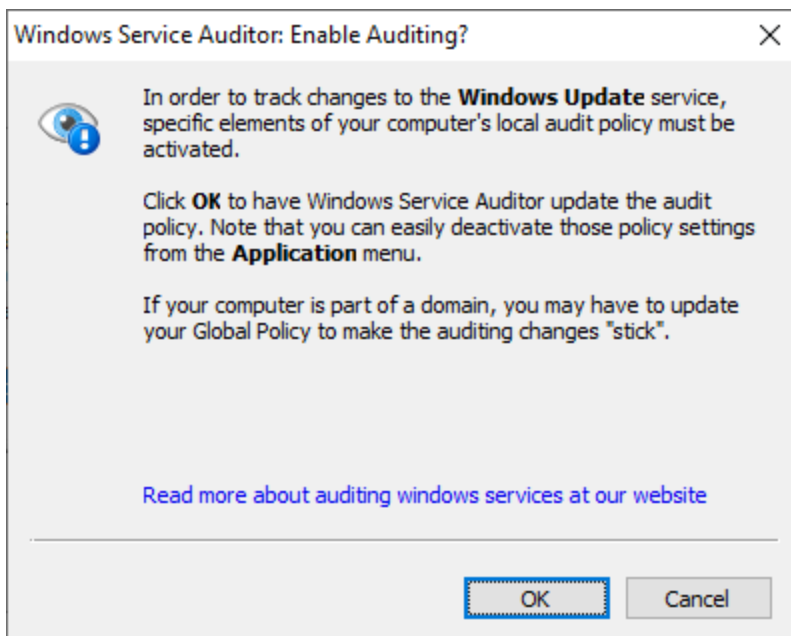 Windows Service Auditor: Enable Auditing?
In order to track changes to the Windows Update service,
specific elements of your computer's local audit policy must be
activated.
Click OK to have Windows Service Auditor update the audit
policy. Note that you can easily deactivate those policy settings
from the Application menu.
If your computer is part of a domain, you may have to update
your Global Policy to make the auditing changes "stick".
Read more about auditing windows services at our website
OK
Cancel